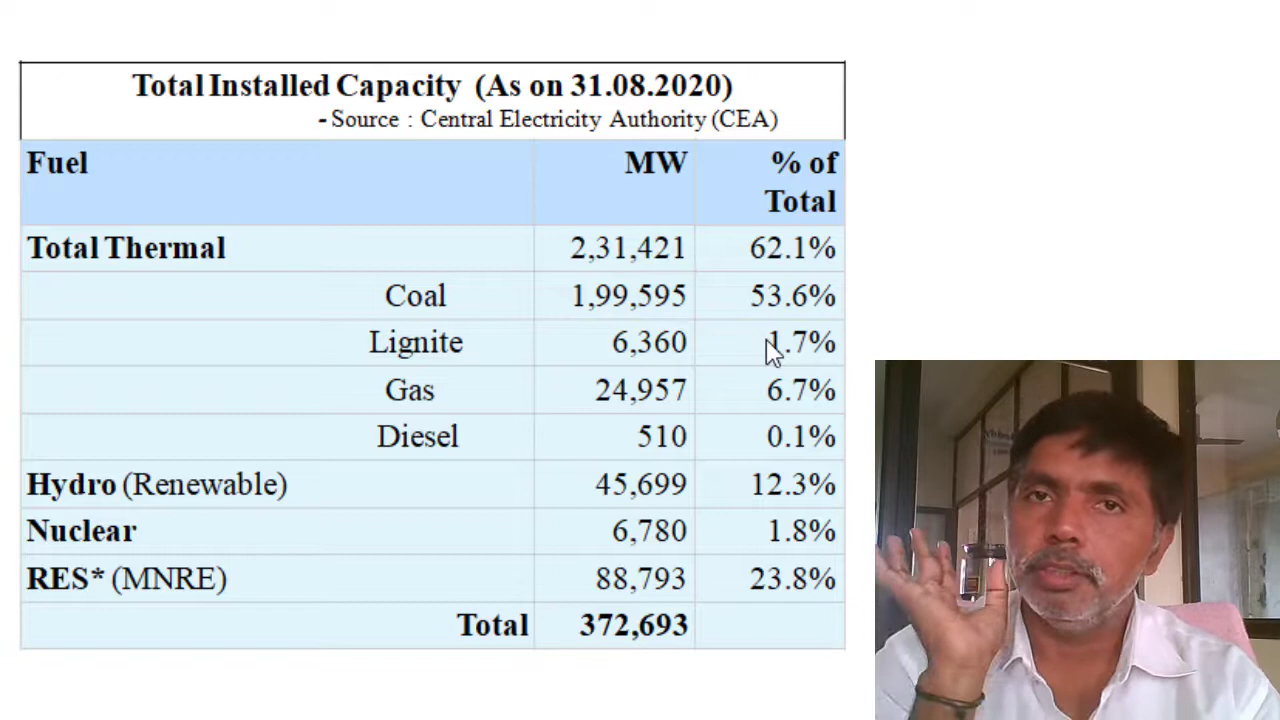 Total Installed Capacity (As on 31.08.2020)
- Source : Central Electricity Authority (CEA)
Fuel MW % of Total
Total Thermal 2,31,421 62.1%
Coal 1,99,595 53.6%
Lignite 6,360 1.7%
Gas 24,957 6.7%
Diesel 510 0.1%
Hydro (Renewable) 45,699 12.3%
Nuclear 6,780 1.8%
RES* (MNRE) 88,793 23.8%
Total 372,693